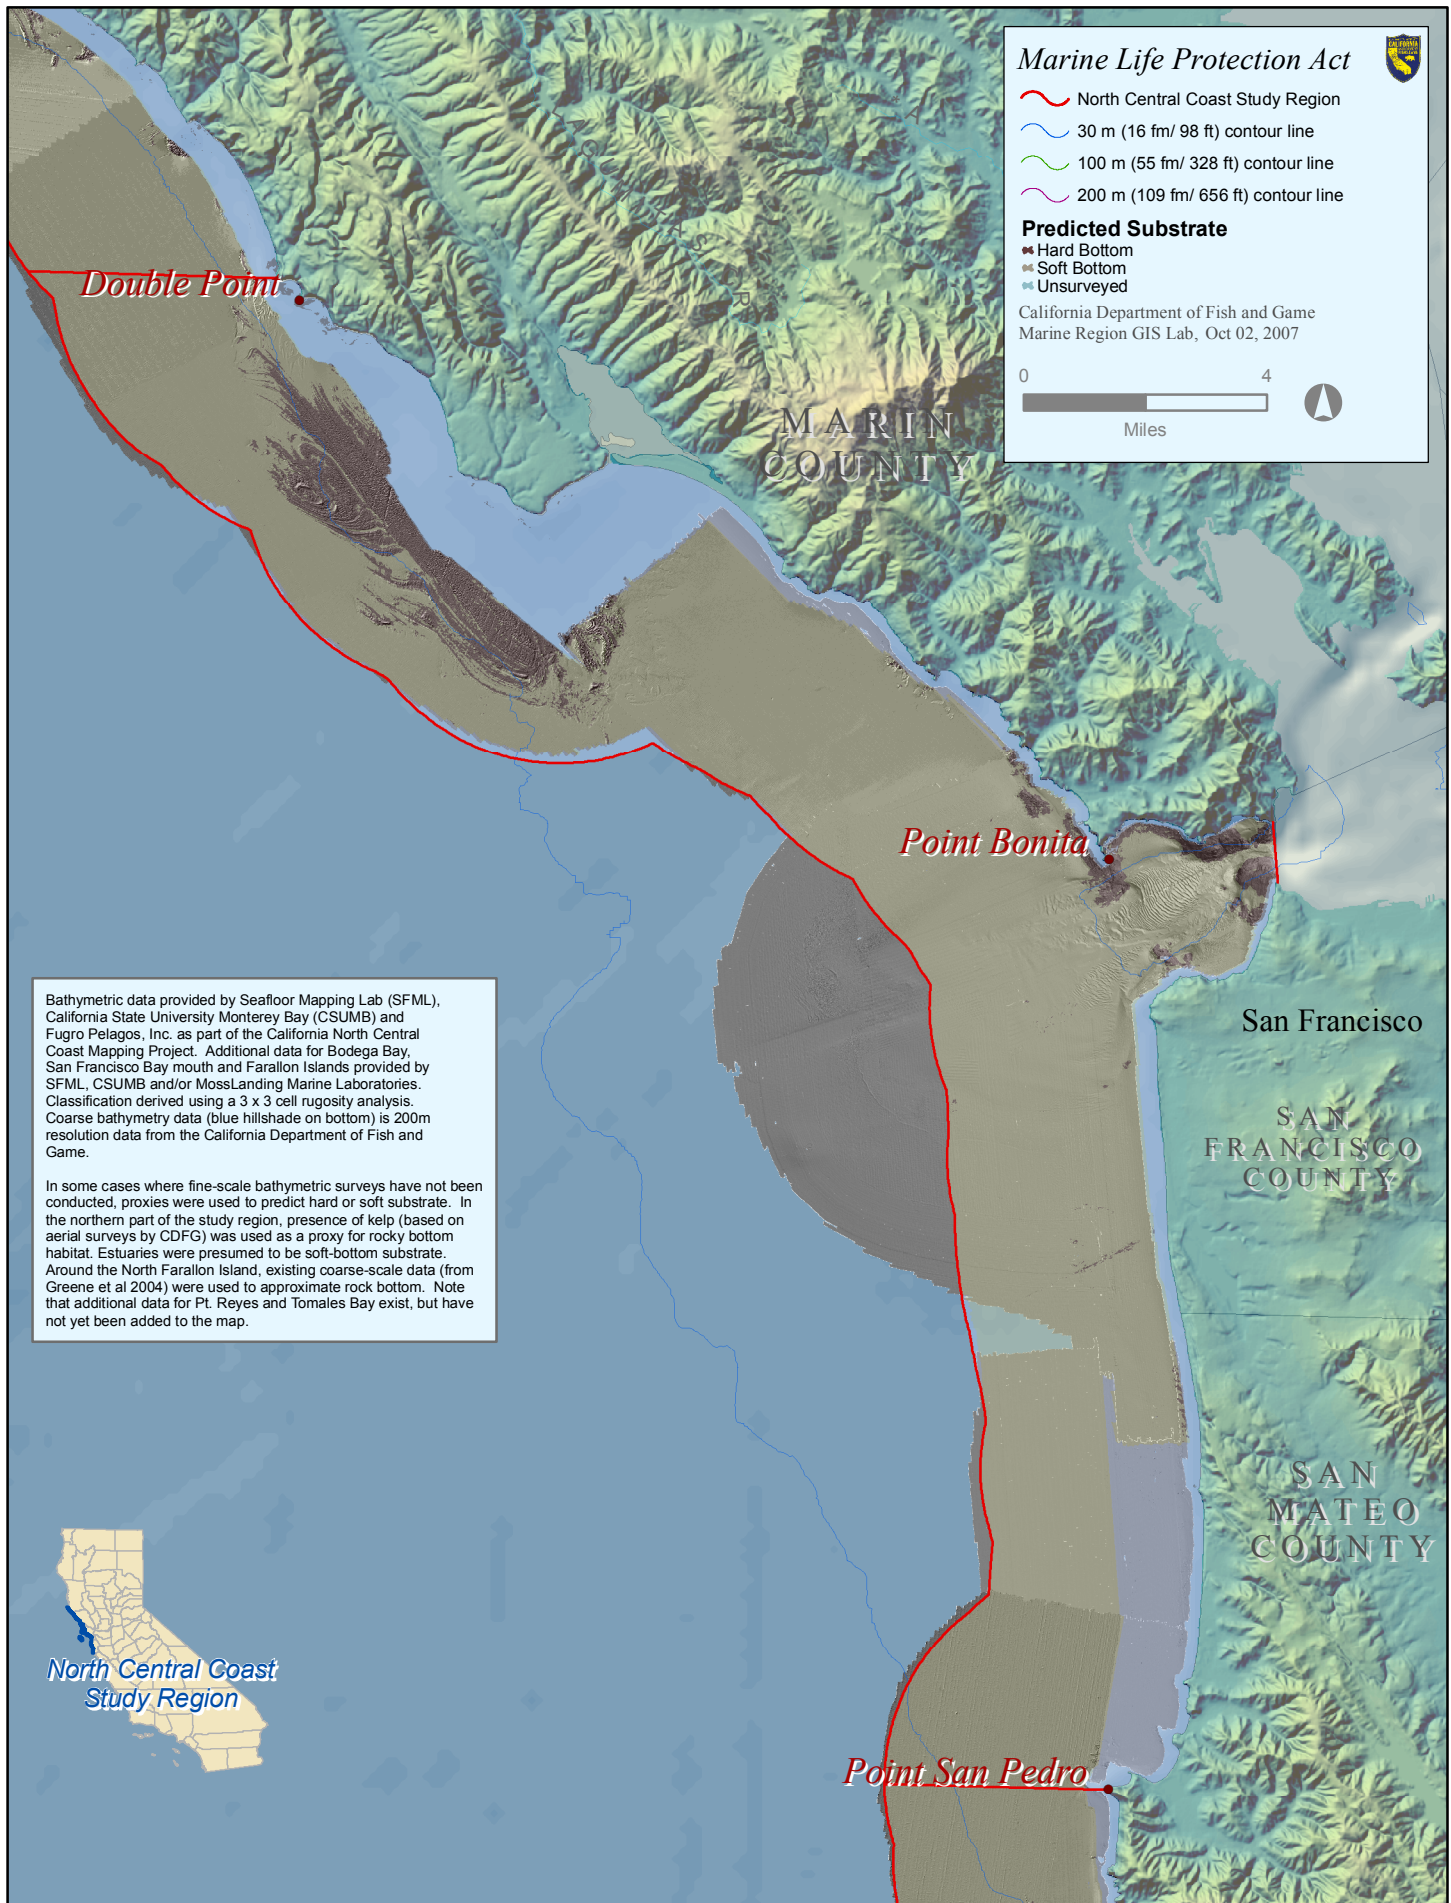 Marine Life Protection Act
CALIFORNIA
North Central Coast Study Region
30 m (16 fm/ 98 ft) contour line
100 m (55 fm/ 328 ft) contour line
200 m (109 fm/ 656 ft) contour line
Predicted Substrate
Hard Bottom
Soft Bottom
Unsurveyed
California Department of Fish and Game
Marine Region GIS Lab, Oct 02, 2007
0 4
Miles
Double Point
MARIN
COUNTY
Point Bonita
San Francisco
SAN
FRANCISCO
COUNTY
Bathymetric data provided by Seafloor Mapping Lab (SFML),
California State University Monterey Bay (CSUMB) and
Fugro Pelagos, Inc. as part of the California North Central
Coast Mapping Project. Additional data for Bodega Bay,
San Francisco Bay mouth and Farallon Islands provided by
SFML, CSUMB and/or MossLanding Marine Laboratories.
Classification derived using a 3 x 3 cell rugosity analysis.
Coarse bathymetry data (blue hillshade on bottom) is 200m
resolution data from the California Department of Fish and
Game.
In some cases where fine-scale bathymetric surveys have not been
conducted, proxies were used to predict hard or soft substrate. In
the northern part of the study region, presence of kelp (based on
aerial surveys by CDFG) was used as a proxy for rocky bottom
habitat. Estuaries were presumed to be soft-bottom substrate.
Around the North Farallon Island, existing coarse-scale data (from
Greene et al 2004) were used to approximate rock bottom. Note
that additional data for Pt. Reyes and Tomales Bay exist, but have
not yet been added to the map.
SAN
MATEO
COUNTY
North Central Coast
Study Region
Point San Pedro